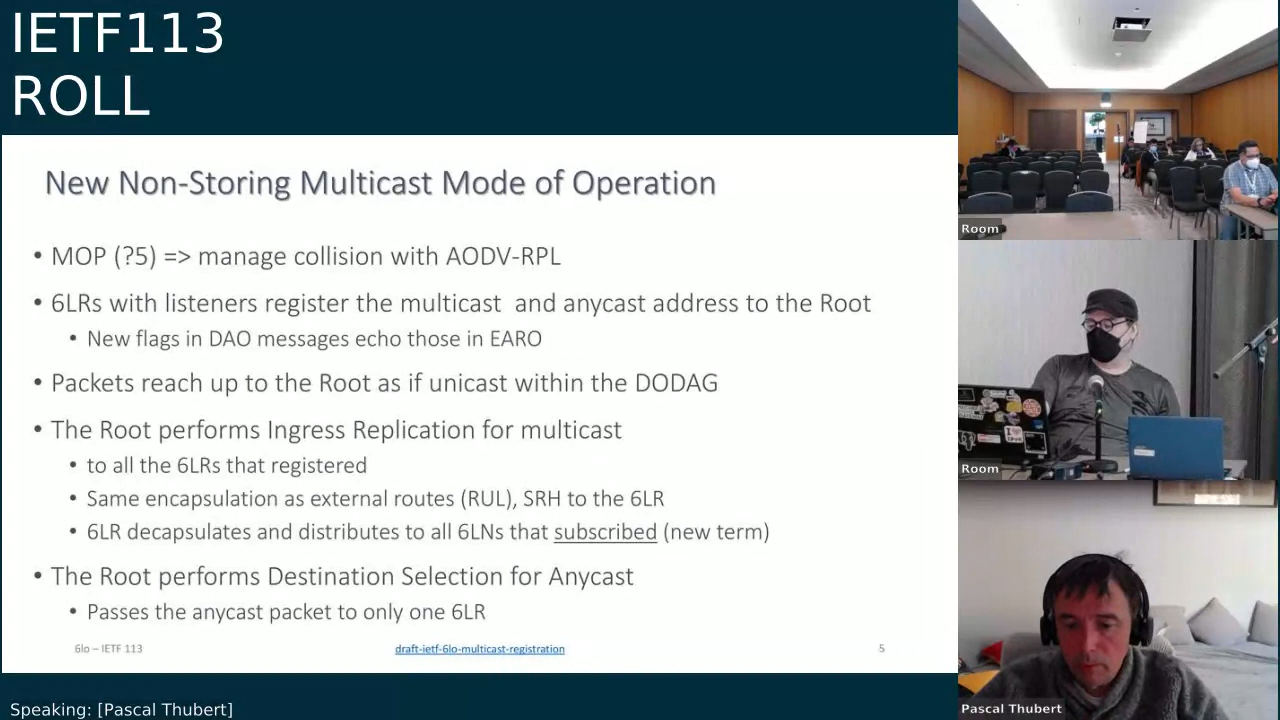 IETF113
ROLL
New Non-Storing Multicast Mode of Operation
• MOP (?5) => manage collision with AODV-RPL
• 6LRs with listeners register the multicast and anycast address to the Root
• New flags in DAO messages echo those in EARO
• Packets reach up to the Root as if unicast within the DODAG
• The Root performs Ingress Replication for multicast
• to all the 6LRs that registered
• Same encapsulation as external routes (RUL), SRH to the 6LR
• 6LR decapsulates and distributes to all 6LNs that subscribed (new term)
• The Root performs Destination Selection for Anycast
• Passes the anycast packet to only one 6LR
6lo – IETF 113
draft-ietf-6lo-multicast-registration
5
Speaking: [Pascal Thubert]
Room
Room
Pascal Thubert